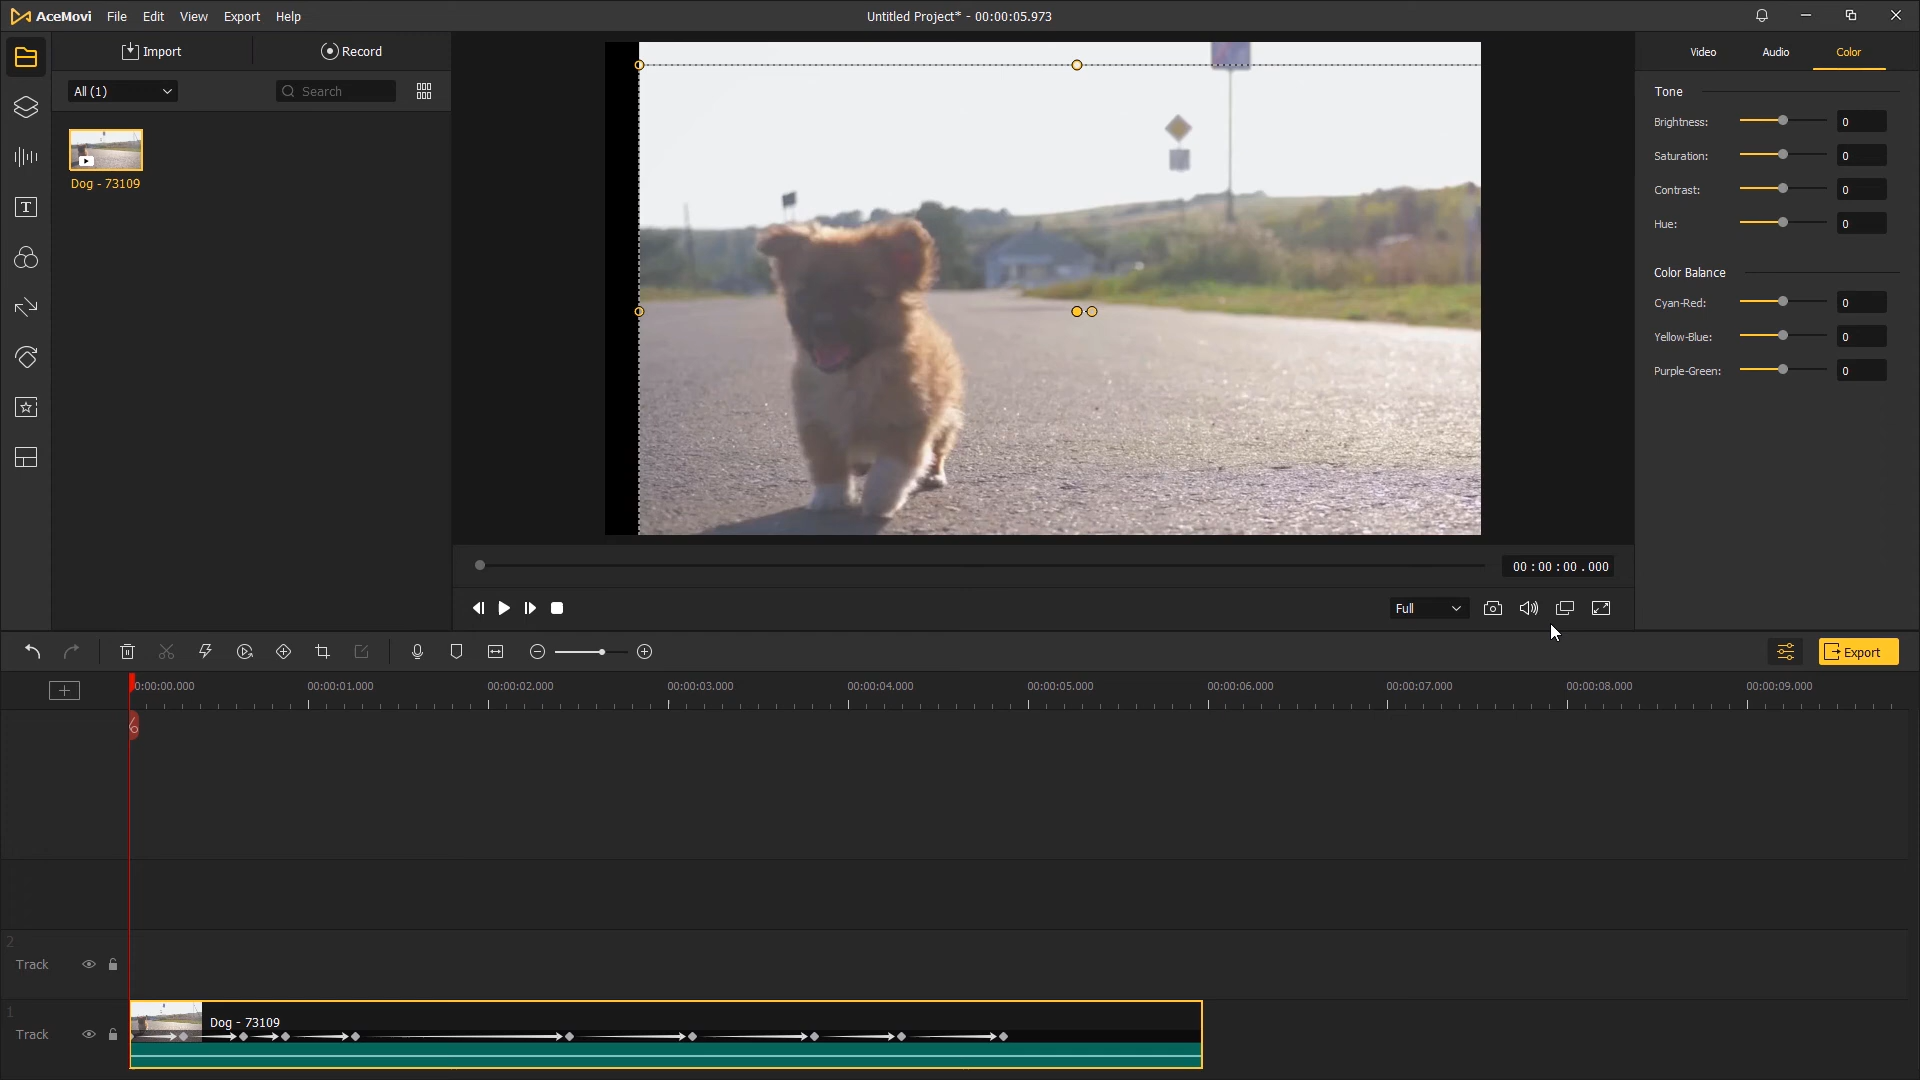 AceMovi File Edit View Export Help Untitled Project* - 00:00:05.973
Import Record Video Audio Color
All (1) Search
Dog - 73109
Tone
Brightness: 0
Saturation: 0
Contrast: 0
Hue: 0
Color Balance
Cyan-Red: 0
Yellow-Blue: 0
Purple-Green: 0
00 : 00 : 00 . 000
Full
Export
0:00:00.000 00:00:01.000 00:00:02.000 00:00:03.000 00:00:04.000 00:00:05.000 00:00:06.000 00:00:07.000 00:00:08.000 00:00:09.000
2
Track
1
Track
Dog - 73109